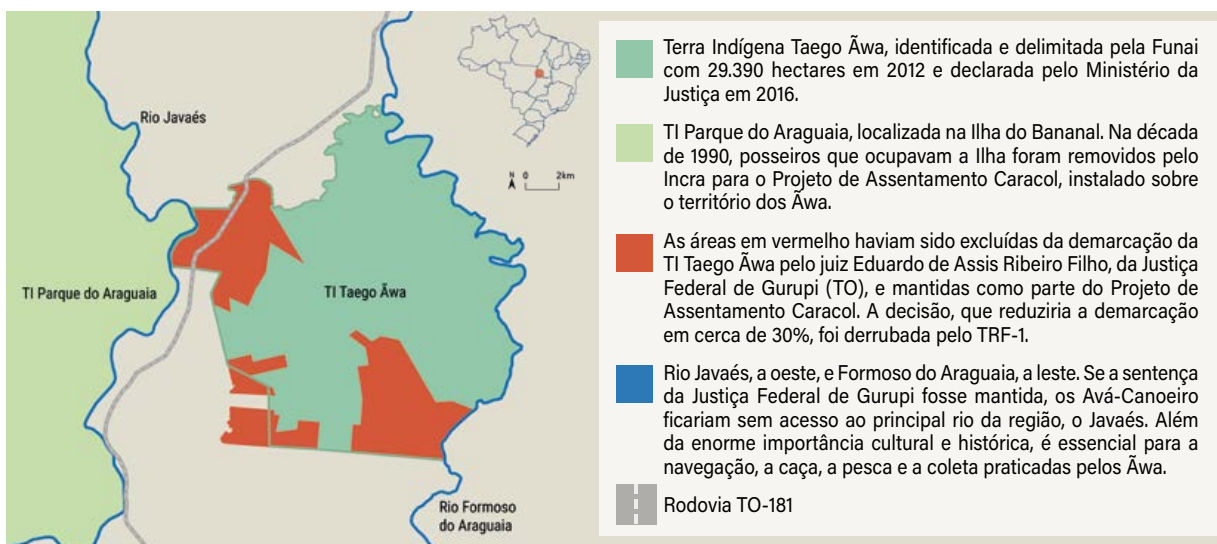 Rio Javaés
N 0 2km
TI Parque do Araguaia
TI Taego Ãwa
Rio Formoso
do Araguaia
Terra Indígena Taego Ãwa, identificada e delimitada pela Funai
com 29.390 hectares em 2012 e declarada pelo Ministério da
Justiça em 2016.
TI Parque do Araguaia, localizada na Ilha do Bananal. Na década
de 1990, posseiros que ocupavam a Ilha foram removidos pelo
Incra para o Projeto de Assentamento Caracol, instalado sobre
o território dos Ãwa.
As áreas em vermelho haviam sido excluídas da demarcação da
TI Taego Ãwa pelo juiz Eduardo de Assis Ribeiro Filho, da Justiça
Federal de Gurupi (TO), e mantidas como parte do Projeto de
Assentamento Caracol. A decisão, que reduziria a demarcação
em cerca de 30%, foi derrubada pelo TRF-1.
Rio Javaés, a oeste, e Formoso do Araguaia, a leste. Se a sentença
da Justiça Federal de Gurupi fosse mantida, os Avá-Canoeiro
ficariam sem acesso ao principal rio da região, o Javaés. Além
da enorme importância cultural e histórica, é essencial para a
navegação, a caça, a pesca e a coleta praticadas pelos Ãwa.
Rodovia TO-181